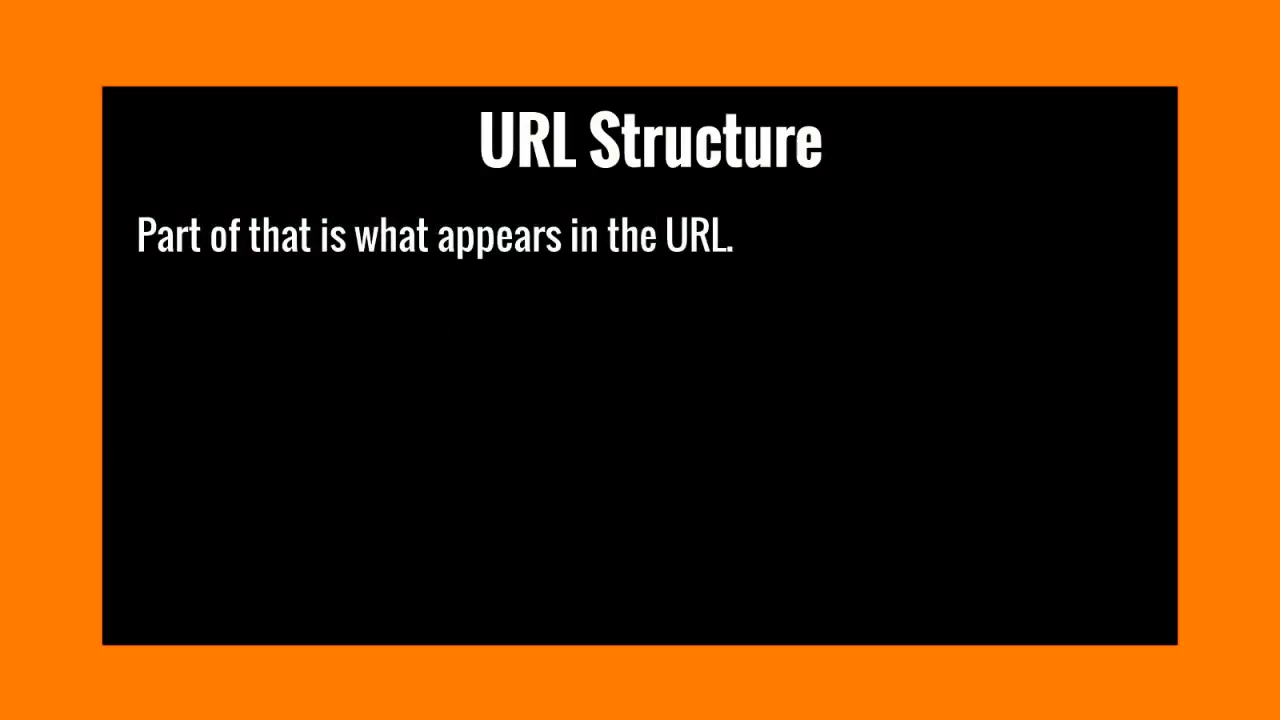 URL Structure
Part of that is what appears in the URL.